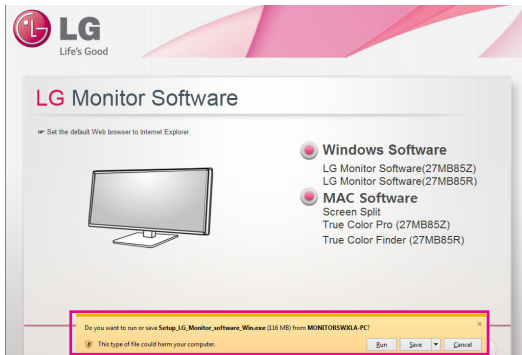 LG
Life's Good
LG Monitor Software
☞ Set the default Web browser to Internet Explorer.
Windows Software
LG Monitor Software(27MB85Z)
LG Monitor Software(27MB85R)
MAC Software
Screen Split
True Color Pro (27MB85Z)
True Color Finder (27MB85R)
Do you want to run or save Setup_LG_Monitor_software_Win.exe (116 MB) from MONITORSWXLA-PC?
×
This type of file could harm your computer.
Run Save ▼ Cancel